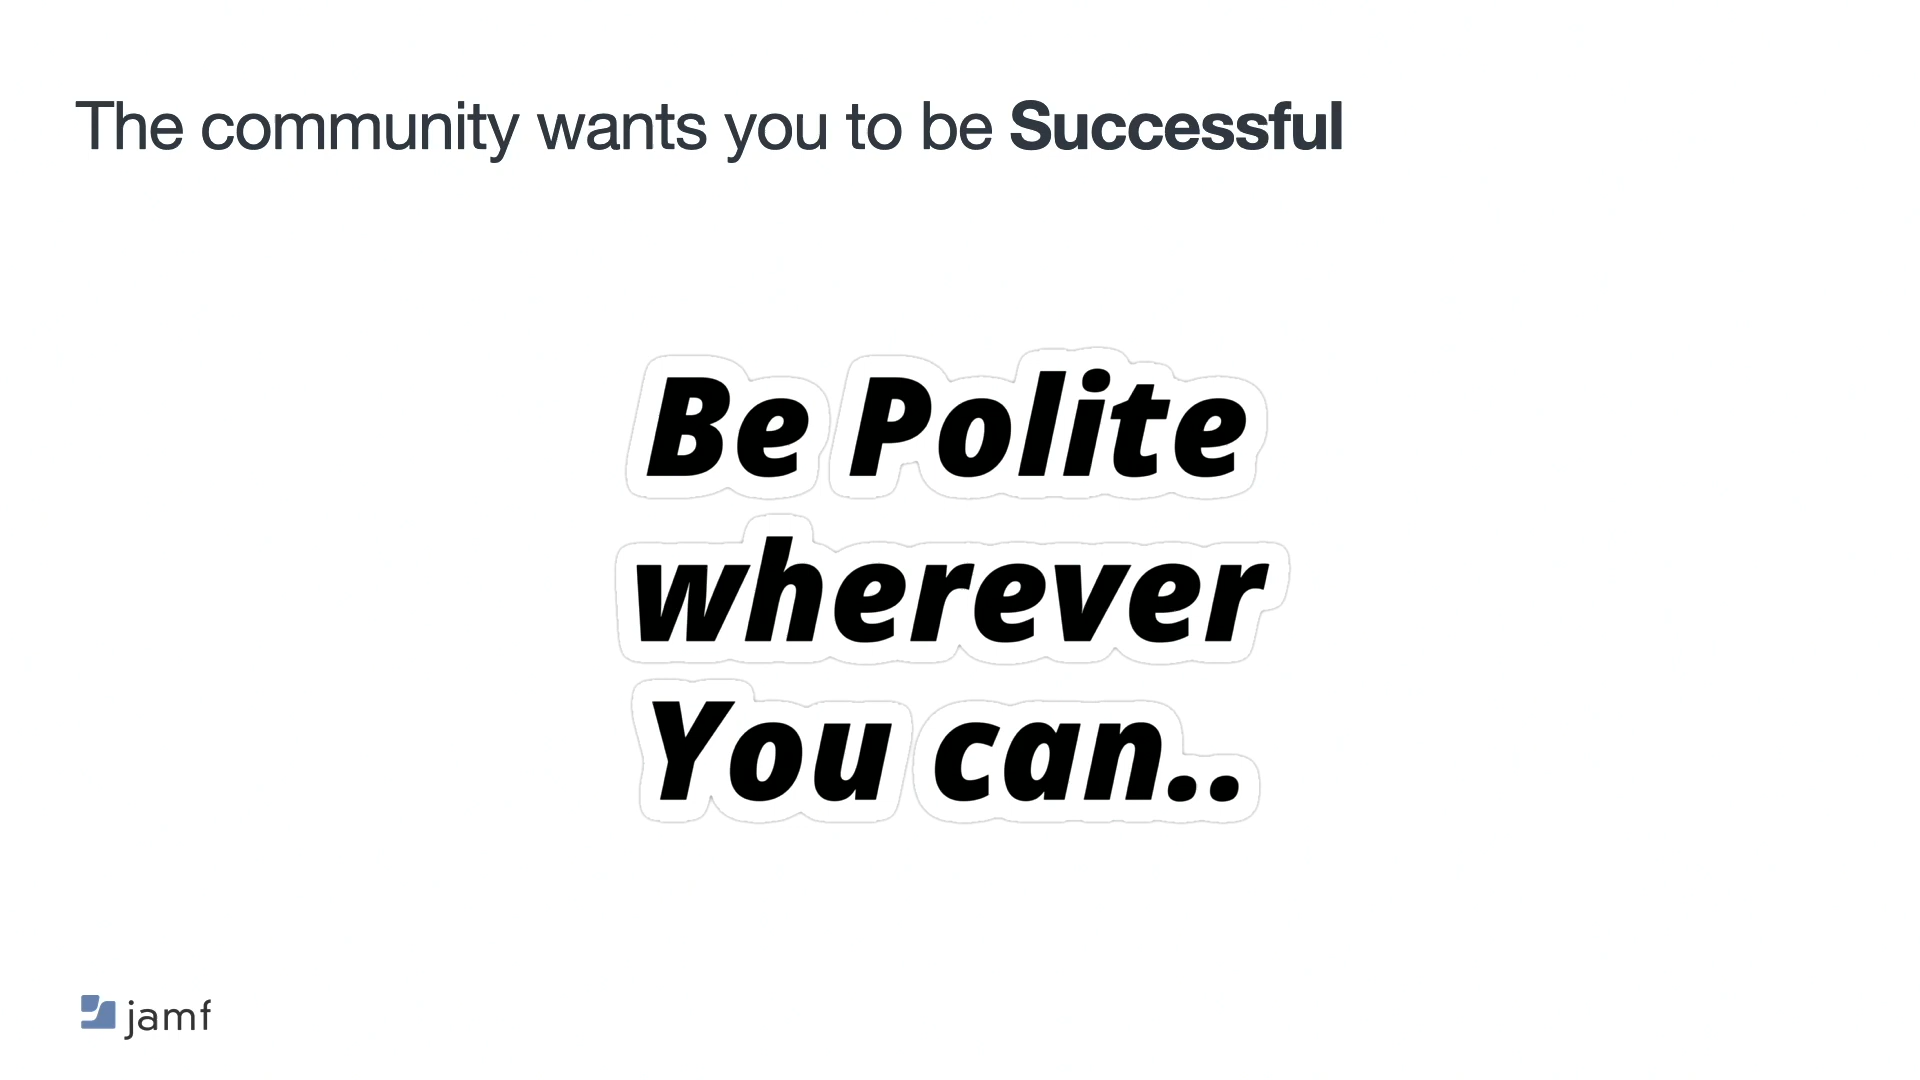 The community wants you to be Successful
Be Polite
wherever
You can..
jamf